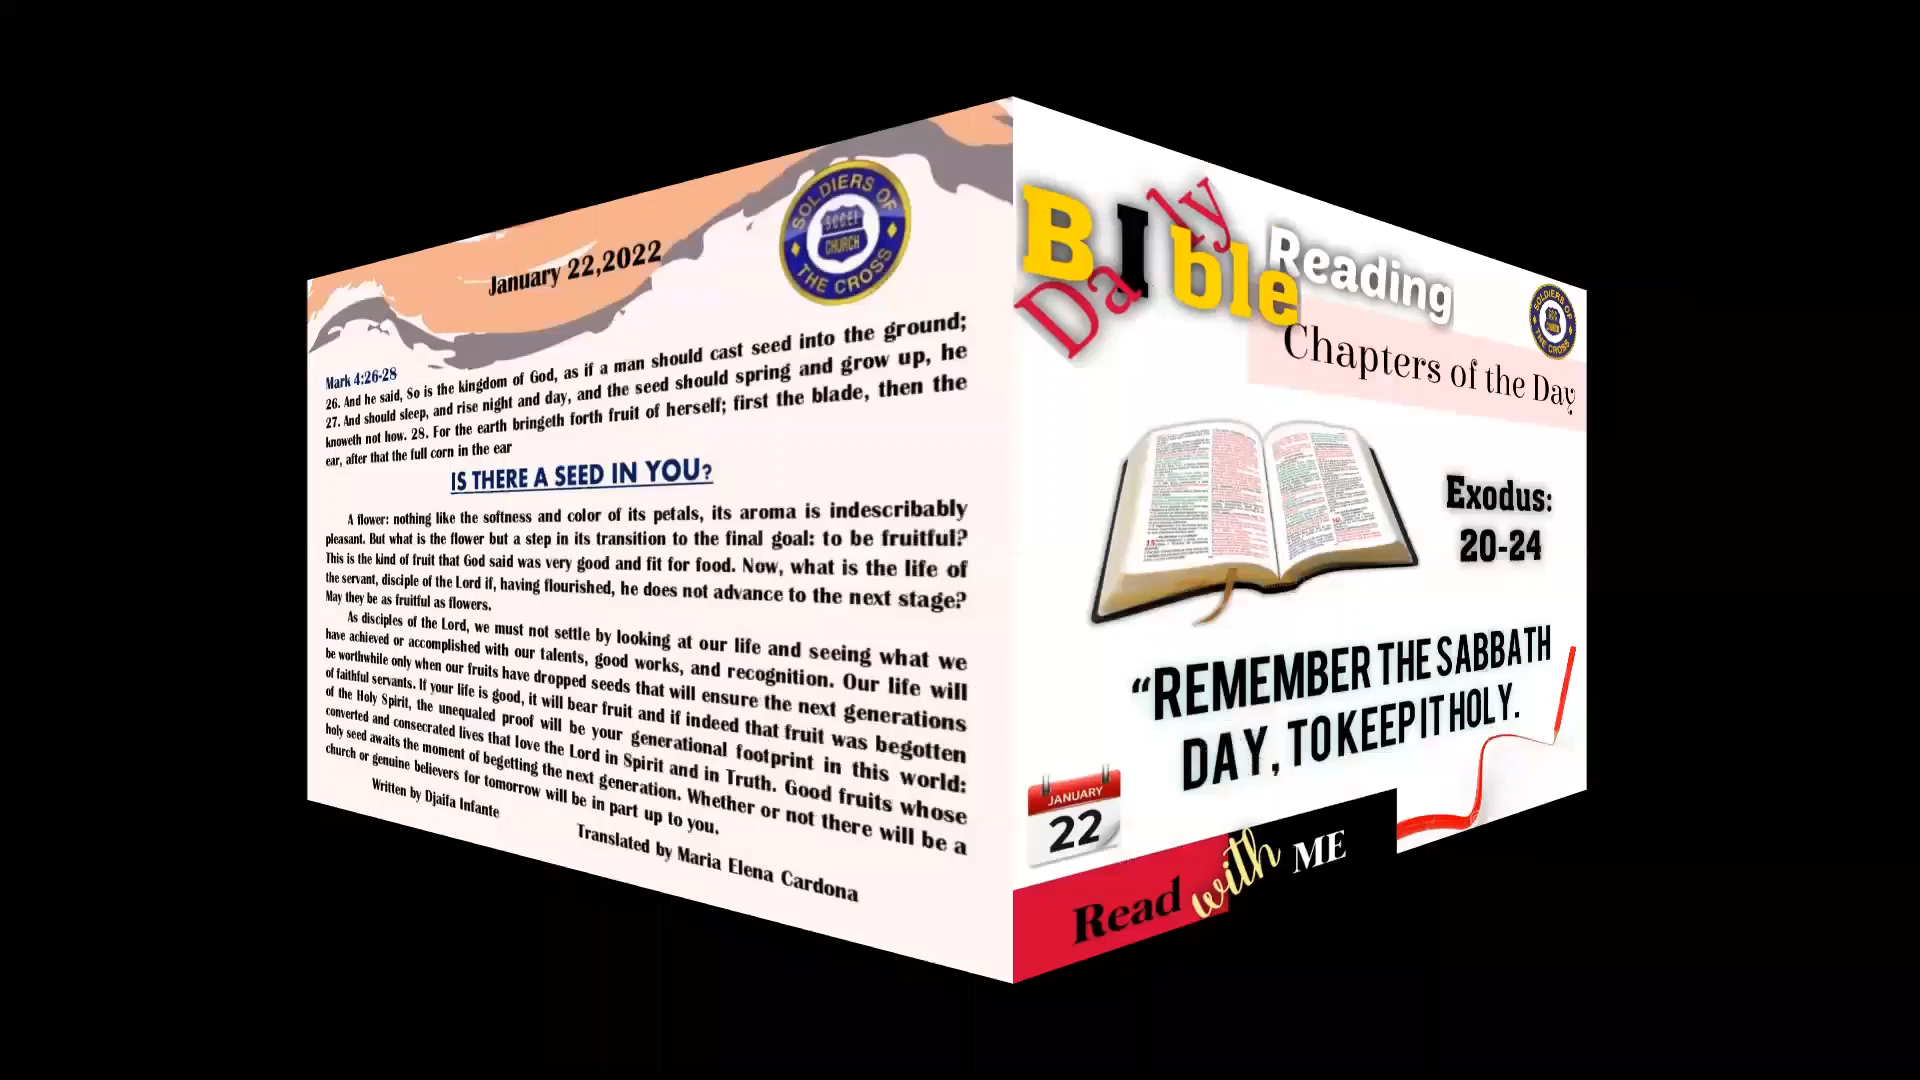 January 22,2022
SOLDIERS OF
SCCEI
CHURCH
THE CROSS
Mark 4:26-28
26. And he said, So is the kingdom of God, as if a man should cast seed into the ground;
27. And should sleep, and rise night and day, and the seed should spring and grow up, he
knoweth not how. 28. For the earth bringeth forth fruit of herself; first the blade, then the
ear, after that the full corn in the ear
IS THERE A SEED IN YOU?
A flower: nothing like the softness and color of its petals, its aroma is indescribably
pleasant. But what is the flower but a step in its transition to the final goal: to be fruitful?
This is the kind of fruit that God said was very good and fit for food. Now, what is the life of
the servant, disciple of the Lord if, having flourished, he does not advance to the next stage?
May they be as fruitful as flowers.
As disciples of the Lord, we must not settle by looking at our life and seeing what we
have achieved or accomplished with our talents, good works, and recognition. Our life will
be worthwhile only when our fruits have dropped seeds that will ensure the next generations
of faithful servants. If your life is good, it will bear fruit and if indeed that fruit was begotten
of the Holy Spirit, the unequaled proof will be your generational footprint in this world:
converted and consecrated lives that love the Lord in Spirit and in Truth. Good fruits whose
holy seed awaits the moment of begetting the next generation. Whether or not there will be a
church or genuine believers for tomorrow will be in part up to you.
Written by Djaifa Infante
Translated by Maria Elena Cardona
Daily
BIble
Reading
SOLDIERS OF
CHURCH
THE CROSS
Chapters of the Day
Exodus:
20-24
“REMEMBER THE SABBATH
DAY, TO KEEP IT HOLY.
JANUARY
22
Read with ME